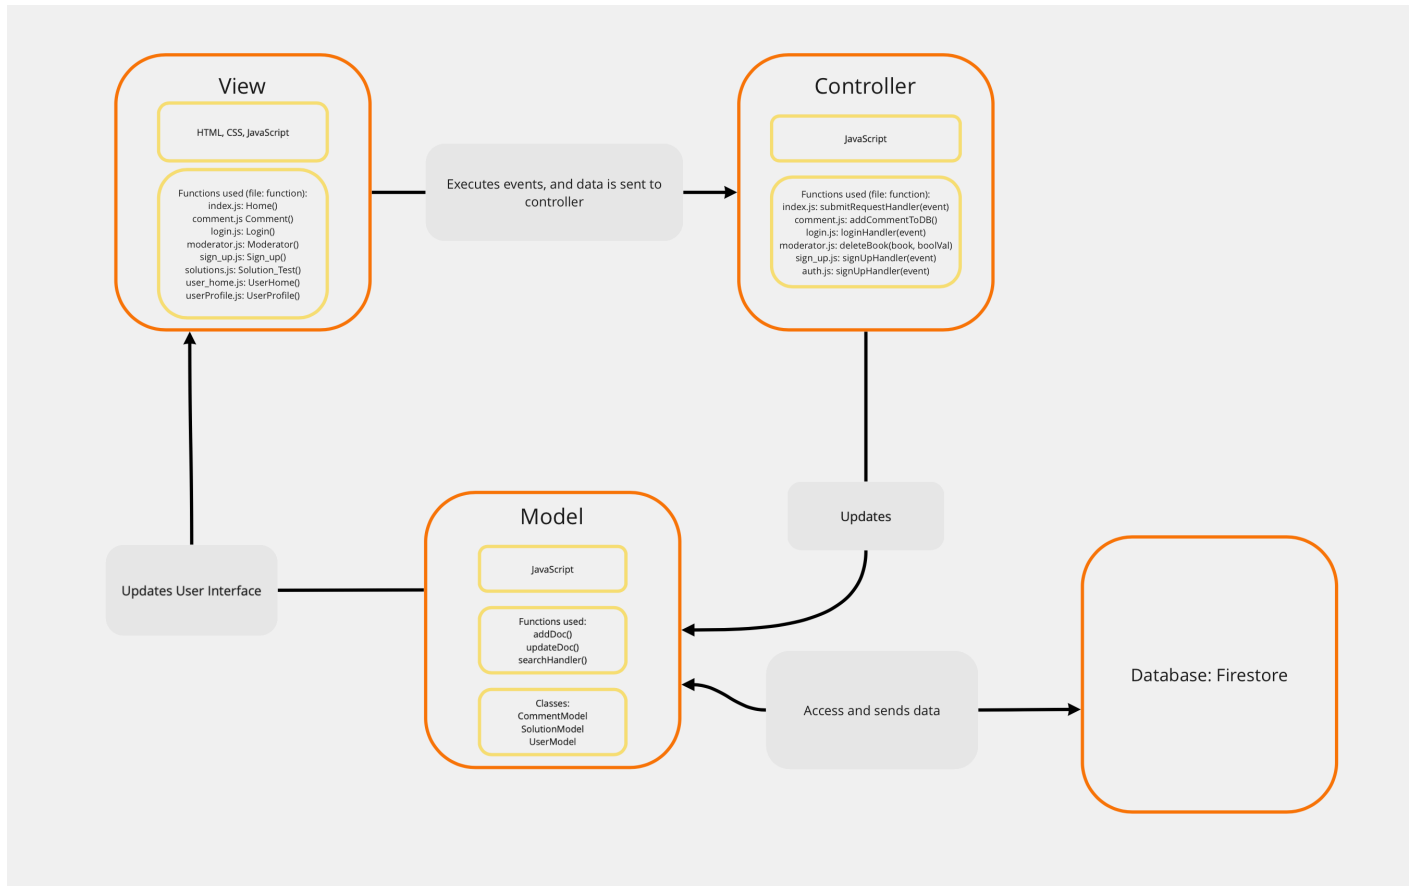 View
HTML, CSS, JavaScript
Functions used (file: function):
index.js: Home()
comment.js Comment()
login.js: Login()
moderator.js: Moderator()
sign_up.js: Sign_up()
solutions.js: Solution_Test()
user_home.js: UserHome()
userProfile.js: UserProfile()
Executes events, and data is sent to
controller
Controller
JavaScript
Functions used (file: function):
index.js: submitRequestHandler(event)
comment.js: addCommentToDB()
login.js: loginHandler(event)
moderator.js: deleteBook(book, boolVal)
sign_up.js: signUpHandler(event)
auth.js: signUpHandler(event)
Updates
Model
JavaScript
Functions used:
addDoc()
updateDoc()
searchHandler()
Classes:
CommentModel
SolutionModel
UserModel
Updates User Interface
Access and sends data
Database: Firestore